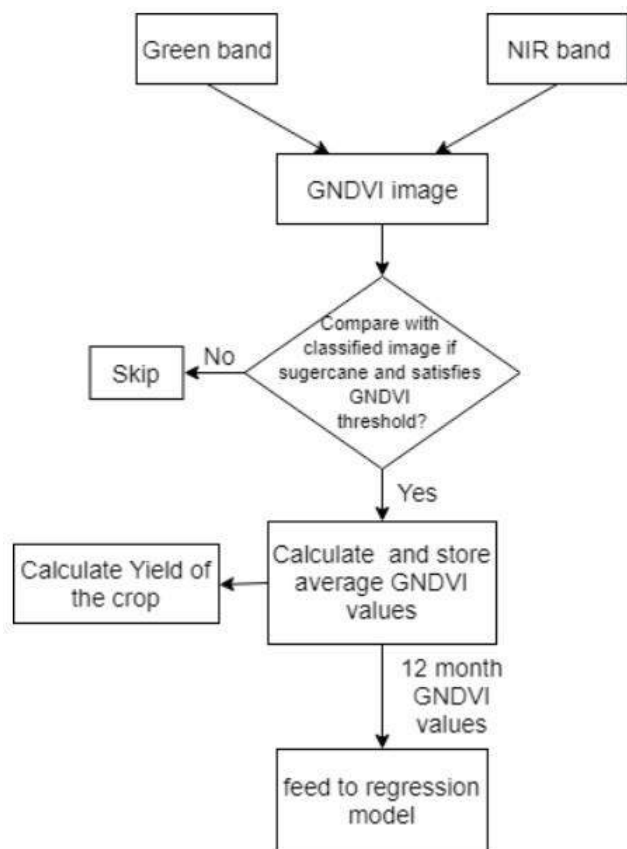 Green band
NIR band
GNDVI image
Compare with
classified image if
sugercane and satisfies
GNDVI
threshold?
No
Skip
Yes
Calculate and store
average GNDVI
values
Calculate Yield of
the crop
12 month
GNDVI
values
feed to regression
model